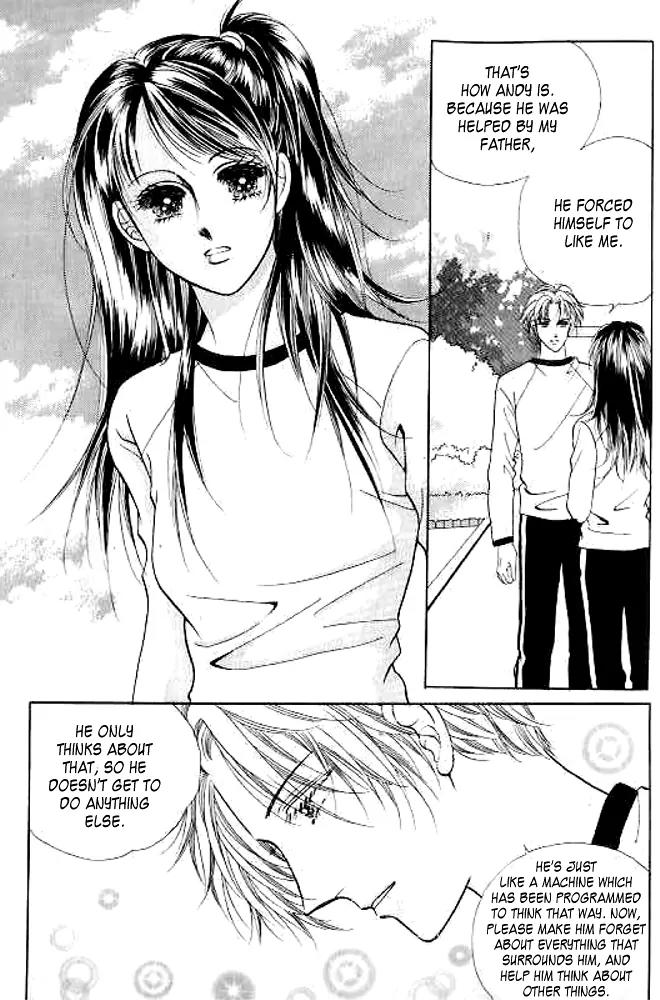 THAT'S
HOW ANDY IS.
BECAUSE HE WAS
HELPED BY MY
FATHER,
HE FORCED
HIMSELF TO
LIKE ME.
HE ONLY
THINKS ABOUT
THAT, SO HE
DOESN'T GET TO
DO ANYTHING
ELSE.
HE'S JUST
LIKE A MACHINE WHICH
HAS BEEN PROGRAMMED
TO THINK THAT WAY. NOW,
PLEASE MAKE HIM FORGET
ABOUT EVERYTHING THAT
SURROUNDS HIM, AND
HELP HIM THINK ABOUT
OTHER THINGS.